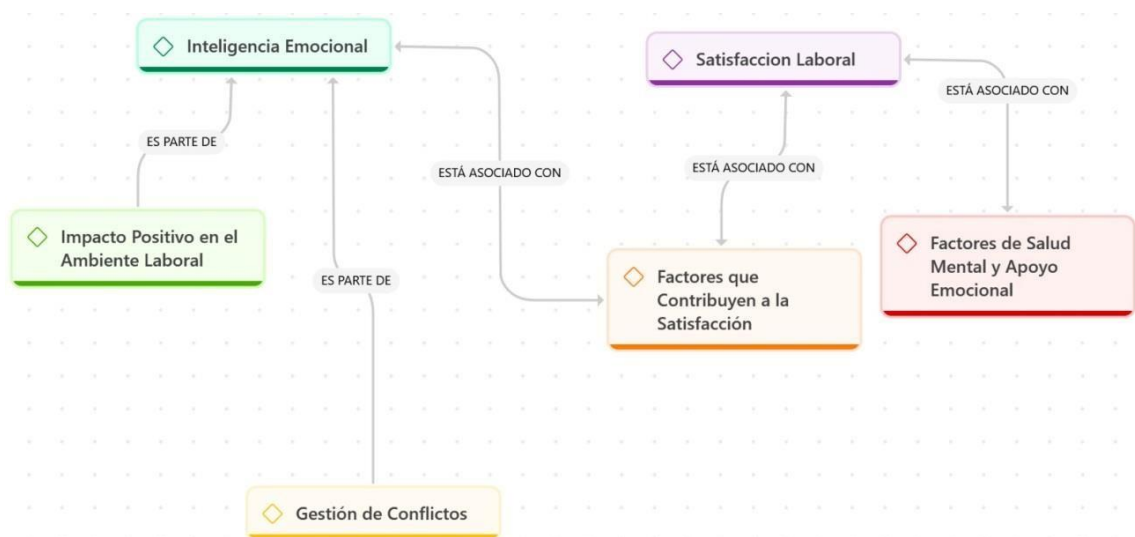 Inteligencia Emocional
Satisfaccion Laboral
ESTÁ ASOCIADO CON
ES PARTE DE
ESTÁ ASOCIADO CON
ESTÁ ASOCIADO CON
Impacto Positivo en el
Ambiente Laboral
Factores de Salud
Mental y Apoyo
Emocional
ES PARTE DE
Factores que
Contribuyen a la
Satisfacción
Gestión de Conflictos